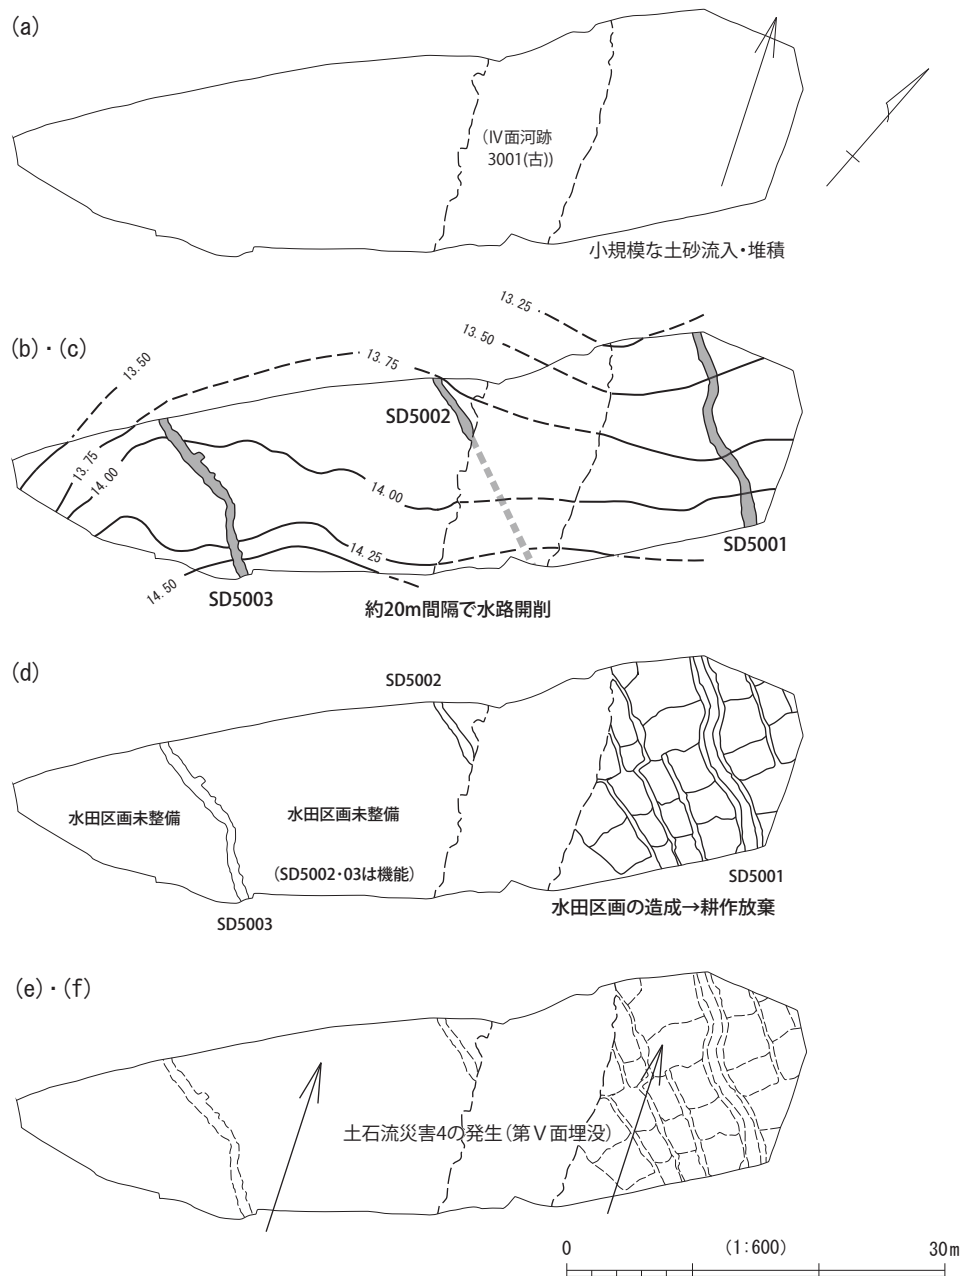 (a)
(Ⅳ面河跡
3001(古))
小規模な土砂流入・堆積
(b)・(c)
13.25
13.50
13.50
13.75
SD5002
13.75
14.00
14.00
14.25
14.50
SD5001
SD5003
約20m間隔で水路開削
(d)
SD5002
水田区画未整備
水田区画未整備
(SD5002・03は機能)
SD5001
水田区画の造成→耕作放棄
SD5003
(e)・(f)
土石流災害4の発生(第Ⅴ面埋没)
0
(1:600)
30m